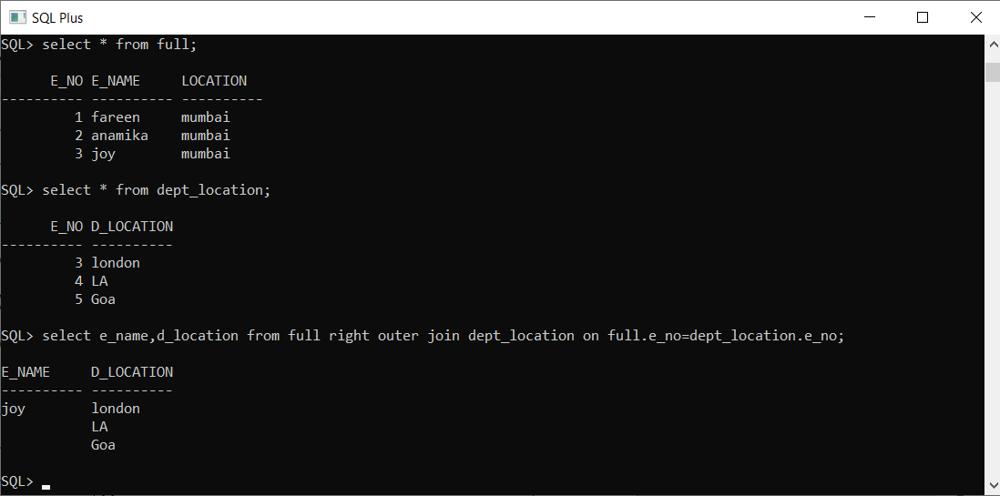 SQL Plus
SQL> select * from full;
      E_NO E_NAME     LOCATION
---------- ---------- ----------
         1 fareen     mumbai
         2 anamika    mumbai
         3 joy        mumbai
SQL> select * from dept_location;
      E_NO D_LOCATION
---------- ----------
         3 london
         4 LA
         5 Goa
SQL> select e_name,d_location from full right outer join dept_location on full.e_no=dept_location.e_no;
E_NAME     D_LOCATION
---------- ----------
joy        london
           LA
           Goa
SQL>